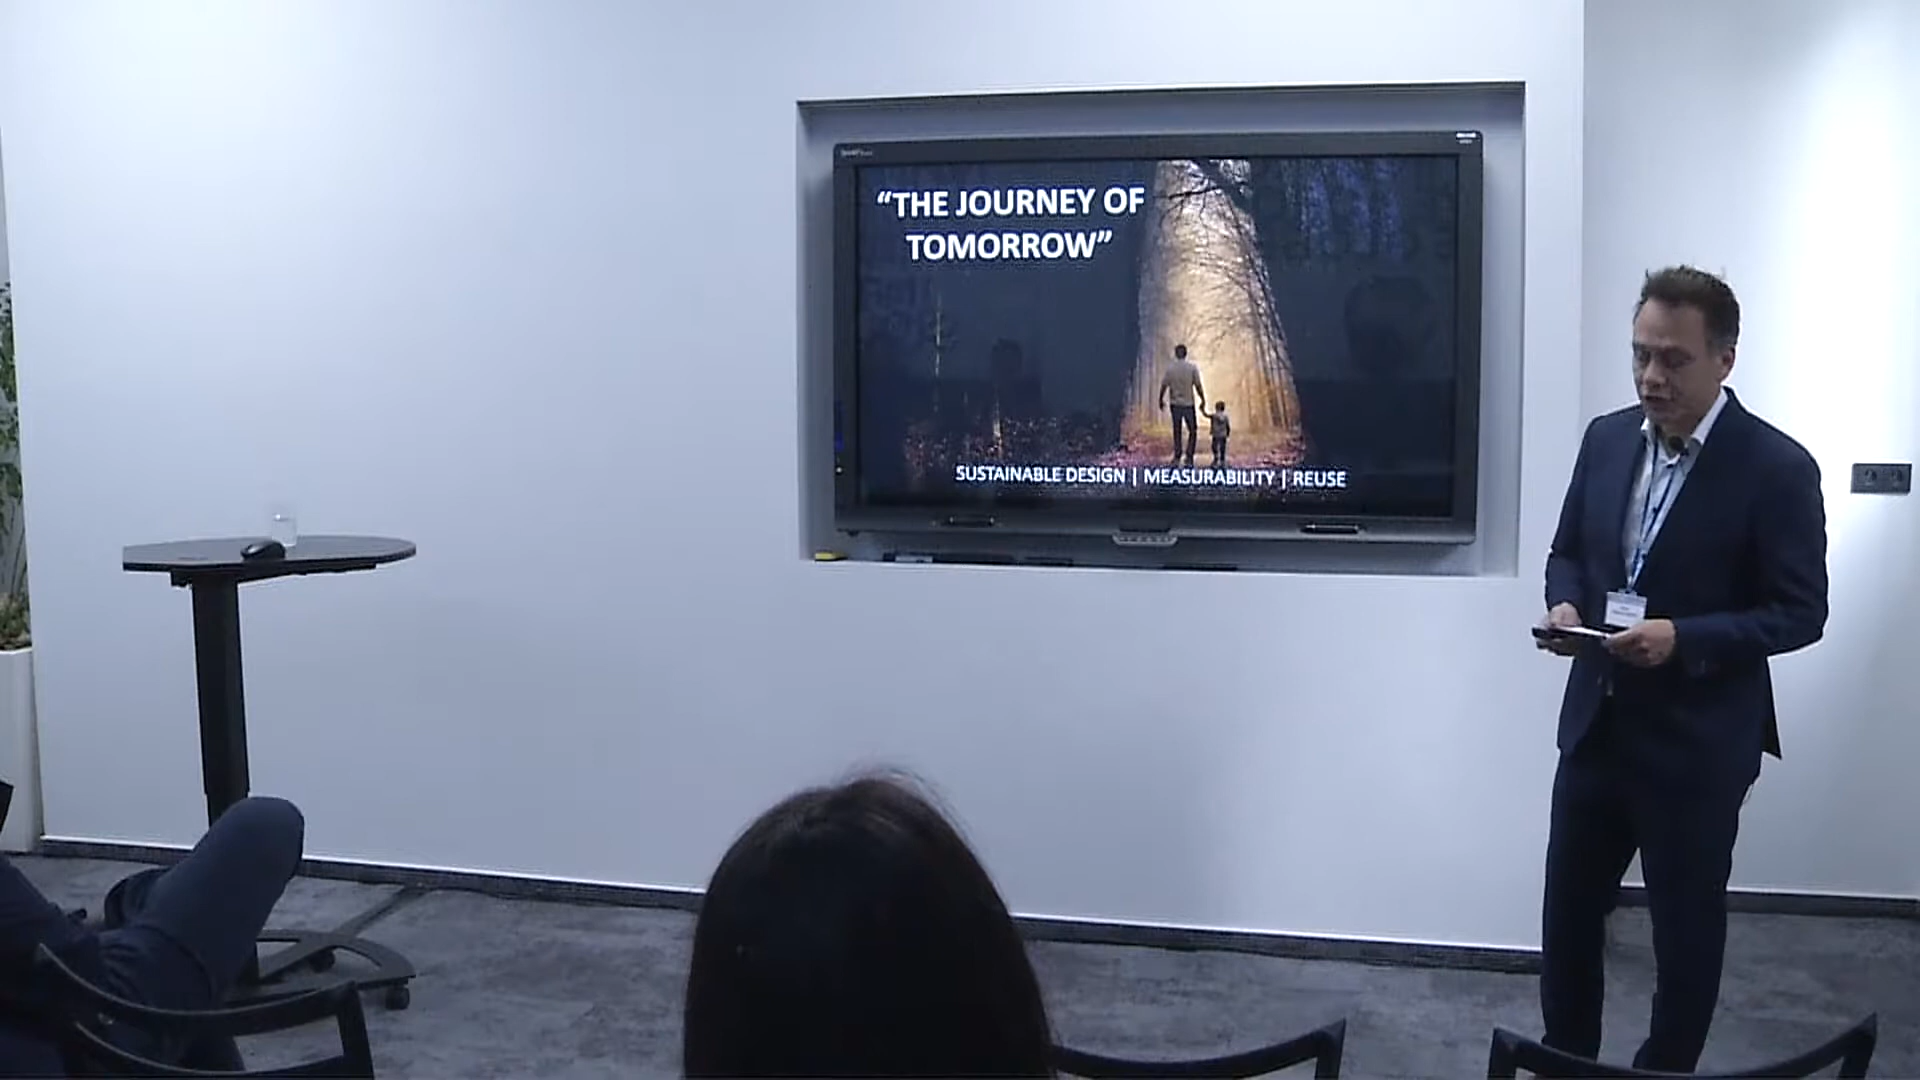 “THE JOURNEY OF
TOMORROW”
SUSTAINABLE DESIGN | MEASURABILITY | REUSE